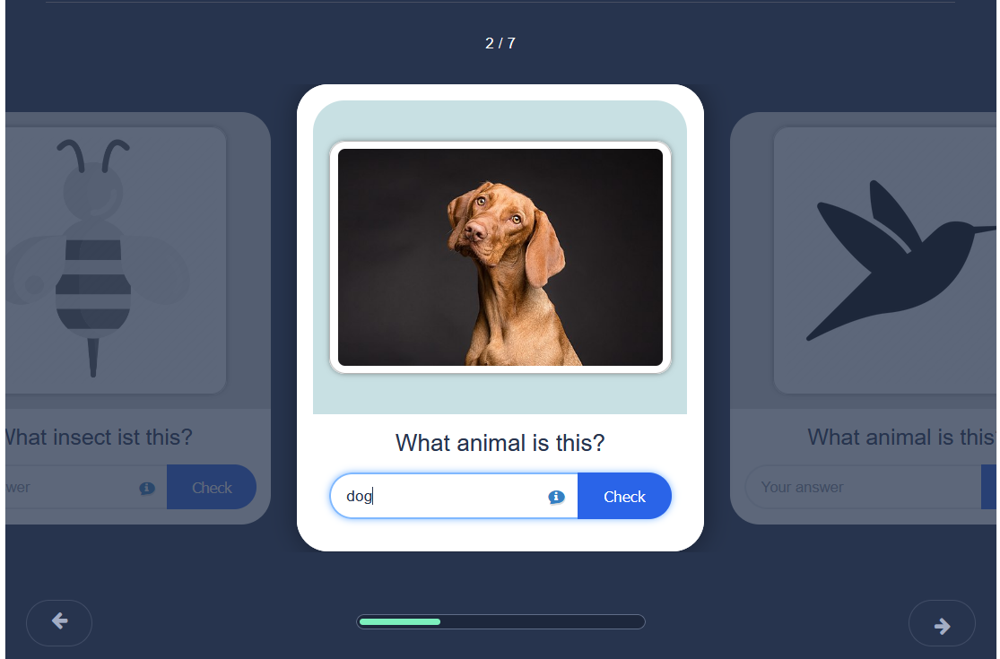 2 / 7
What insect ist this?
wer
Check
What animal is this?
dog
Check
What animal is this?
Your answer